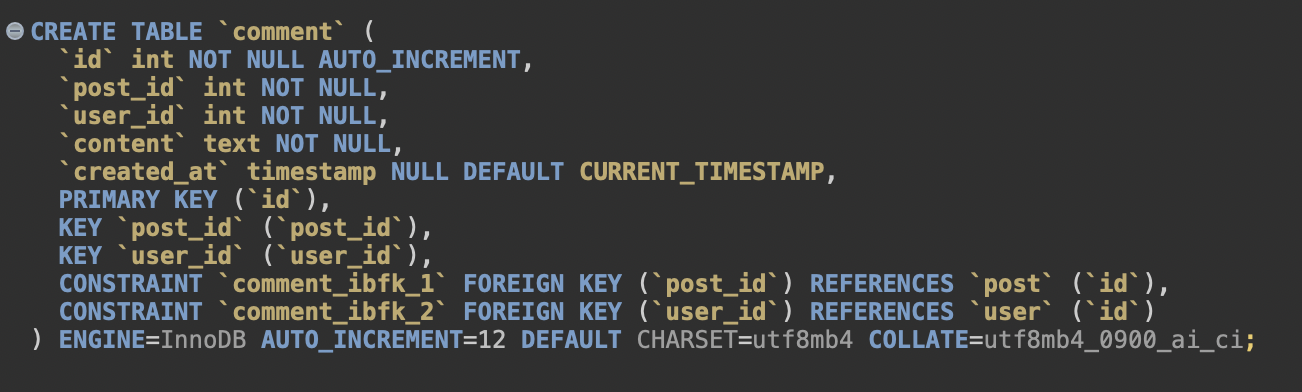 CREATE TABLE `comment` (
  `id` int NOT NULL AUTO_INCREMENT,
  `post_id` int NOT NULL,
  `user_id` int NOT NULL,
  `content` text NOT NULL,
  `created_at` timestamp NULL DEFAULT CURRENT_TIMESTAMP,
  PRIMARY KEY (`id`),
  KEY `post_id` (`post_id`),
  KEY `user_id` (`user_id`),
  CONSTRAINT `comment_ibfk_1` FOREIGN KEY (`post_id`) REFERENCES `post` (`id`),
  CONSTRAINT `comment_ibfk_2` FOREIGN KEY (`user_id`) REFERENCES `user` (`id`)
) ENGINE=InnoDB AUTO_INCREMENT=12 DEFAULT CHARSET=utf8mb4 COLLATE=utf8mb4_0900_ai_ci;